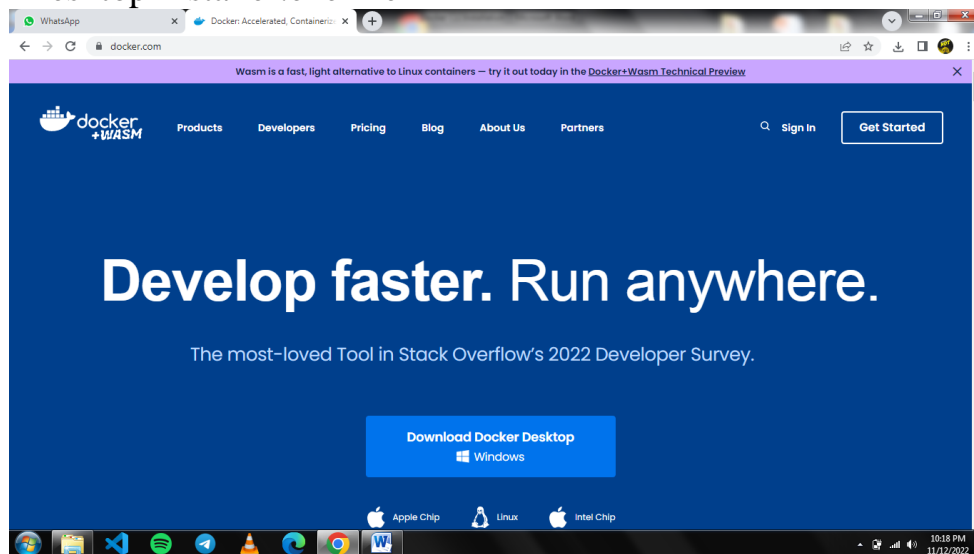 WhatsApp
Docker: Accelerated, Containeriz
docker.com
Wasm is a fast, light alternative to Linux containers — try it out today in the Docker+Wasm Technical Preview
docker
+WASM
Products Developers Pricing Blog About Us Partners Sign In Get Started
Develop faster. Run anywhere.
The most-loved Tool in Stack Overflow's 2022 Developer Survey.
Download Docker Desktop
Windows
Apple Chip Linux Intel Chip
10:18 PM
11/12/2022